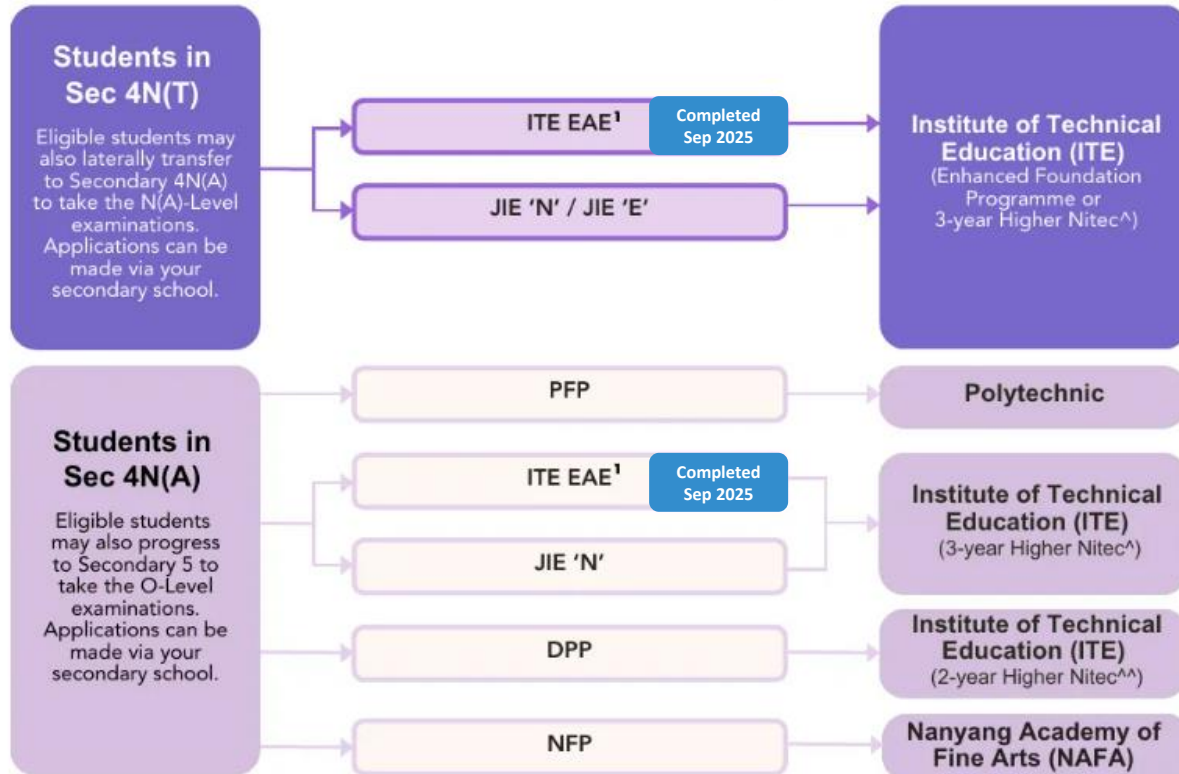 Students in
Sec 4N(T)
Eligible students may
also laterally transfer
to Secondary 4N(A)
to take the N(A)-Level
examinations.
Applications can be
made via your
secondary school.
ITE EAE¹
Completed
Sep 2025
JIE ‘N’ / JIE ‘E’
Institute of Technical
Education (ITE)
(Enhanced Foundation
Programme or
3-year Higher Nitec^)
Students in
Sec 4N(A)
Eligible students
may also progress
to Secondary 5 to
take the O-Level
examinations.
Applications can be
made via your
secondary school.
PFP
Polytechnic
ITE EAE¹
Completed
Sep 2025
JIE ‘N’
Institute of Technical
Education (ITE)
(3-year Higher Nitec^)
DPP
Institute of Technical
Education (ITE)
(2-year Higher Nitec^^)
NFP
Nanyang Academy of
Fine Arts (NAFA)